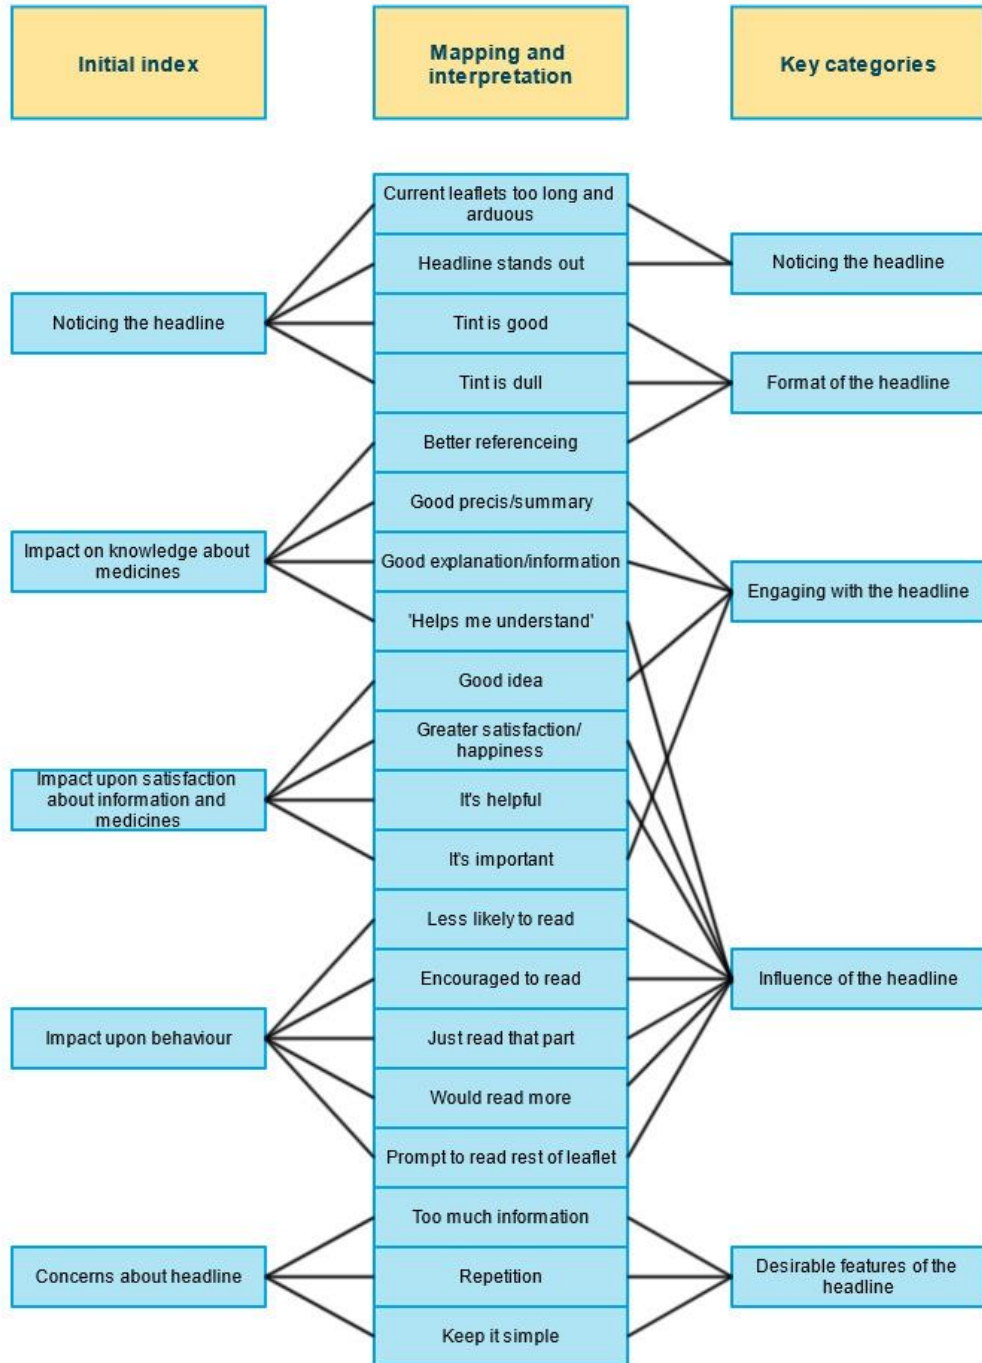 Initial index
Mapping and
interpretation
Key categories
Noticing the headline
Impact on knowledge about
medicines
Impact upon satisfaction
about information and
medicines
Impact upon behaviour
Concerns about headline
Current leaflets too long and
arduous
Headline stands out
Tint is good
Tint is dull
Better referenceing
Good precis/summary
Good explanation/information
'Helps me understand'
Good idea
Greater satisfaction/
happiness
It's helpful
It's important
Less likely to read
Encouraged to read
Just read that part
Would read more
Prompt to read rest of leaflet
Too much information
Repetition
Keep it simple
Noticing the headline
Format of the headline
Engaging with the headline
Influence of the headline
Desirable features of the
headline